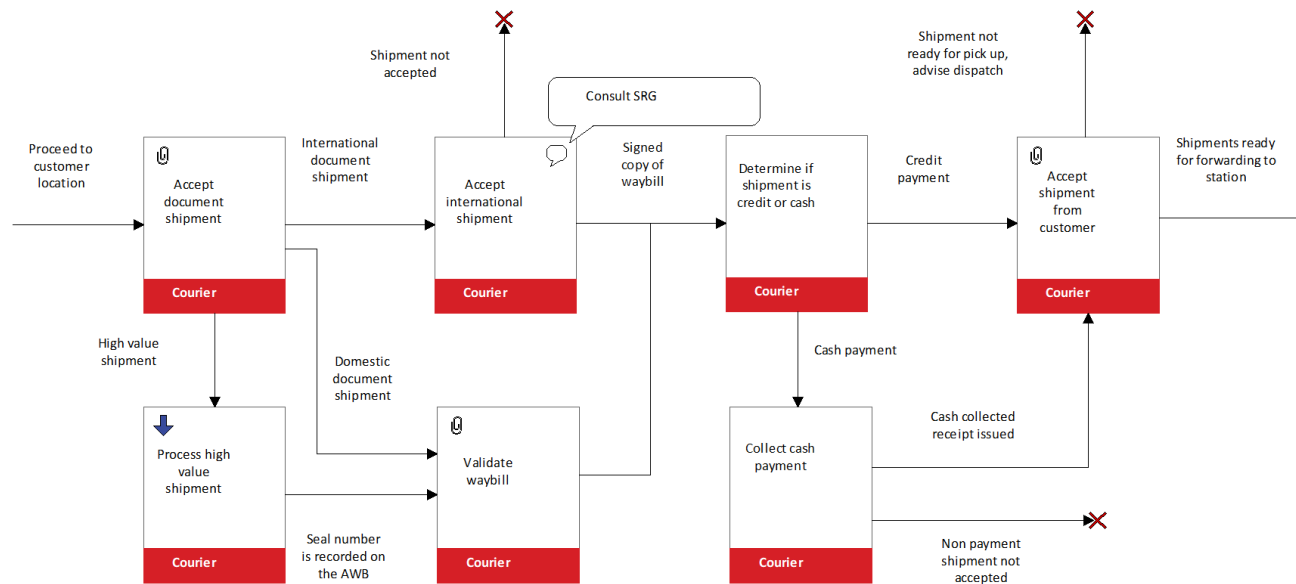 Shipment not
accepted
Shipment not
ready for pick up,
advise dispatch
Consult SRG
Proceed to
customer
location
Accept
document
shipment
Courier
International
document
shipment
Accept
international
shipment
Courier
Signed
copy of
waybill
Determine if
shipment is
credit or cash
Courier
Credit
payment
Accept
shipment
from
customer
Courier
Shipments ready
for forwarding to
station
High value
shipment
Domestic
document
shipment
Cash payment
Process high
value
shipment
Courier
Seal number
is recorded on
the AWB
Validate
waybill
Courier
Collect cash
payment
Courier
Cash collected
receipt issued
Non payment
shipment not
accepted